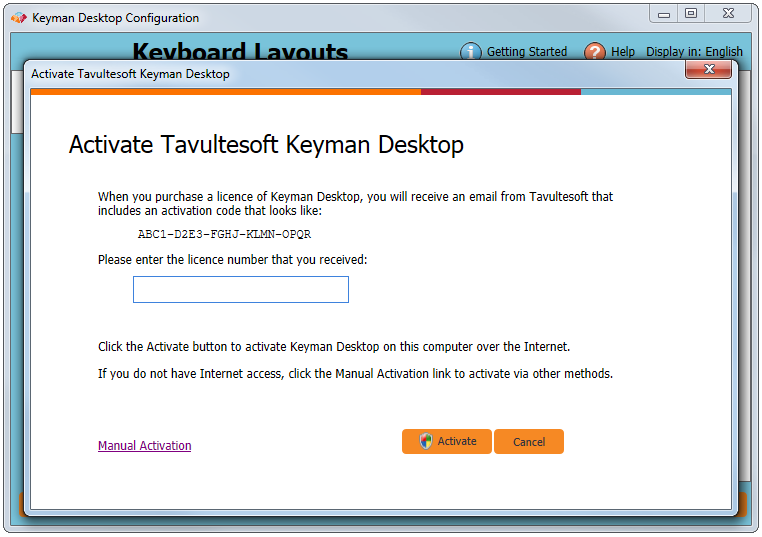 Keyman Desktop Configuration
Keyboard Layouts
Getting Started
Help
Display in: English
Activate Tavultesoft Keyman Desktop
Activate Tavultesoft Keyman Desktop
When you purchase a licence of Keyman Desktop, you will receive an email from Tavultesoft that
includes an activation code that looks like:
ABC1-D2E3-FGHJ-KLMN-OPQR
Please enter the licence number that you received:
Click the Activate button to activate Keyman Desktop on this computer over the Internet.
If you do not have Internet access, click the Manual Activation link to activate via other methods.
Manual Activation
Activate
Cancel